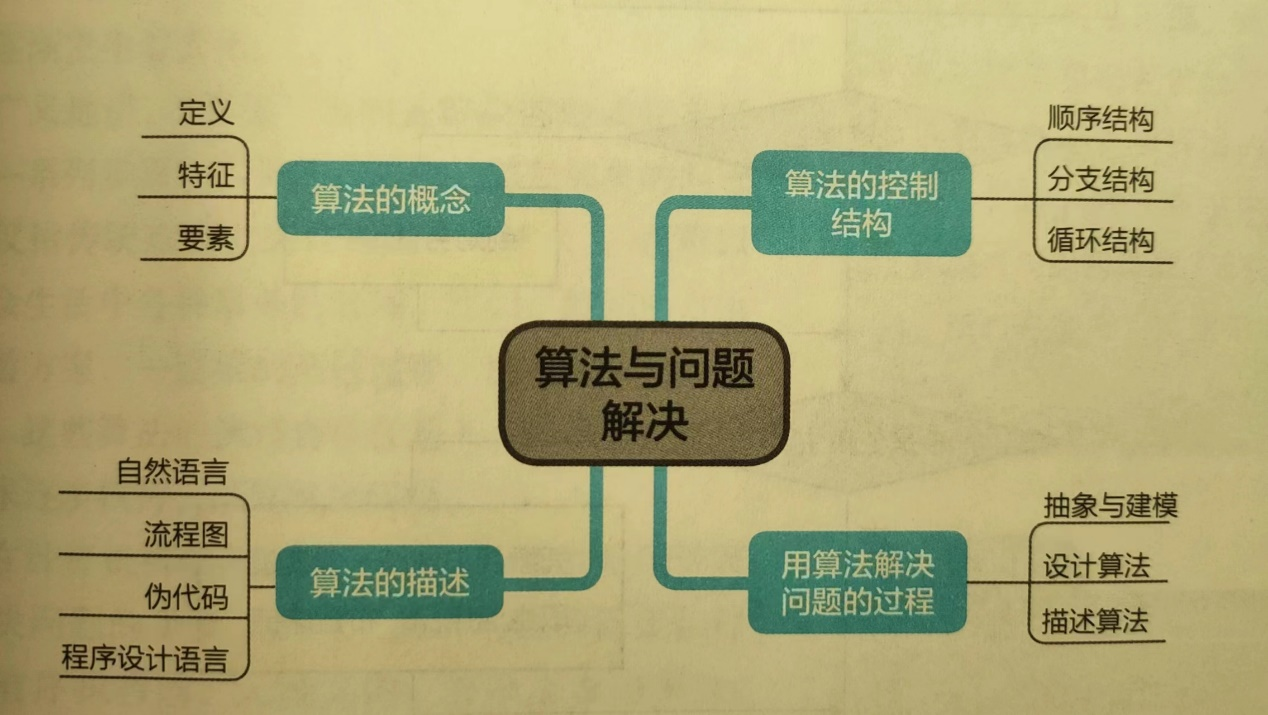 算法与问题
解决
算法的概念
定义
特征
要素
算法的描述
自然语言
流程图
伪代码
程序设计语言
算法的控制
结构
顺序结构
分支结构
循环结构
用算法解决
问题的过程
抽象与建模
设计算法
描述算法